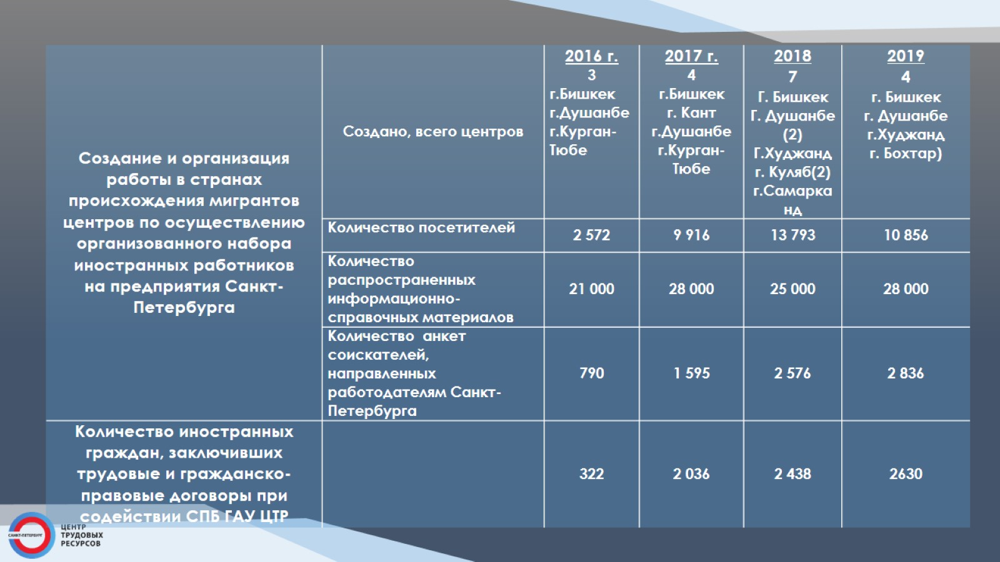 Создание и организация
работы в странах
происхождения мигрантов
центров по осуществлению
организованного набора
иностранных работников
на предприятия Санкт-
Петербурга
Создано, всего центров
2016 г.
3
г.Бишкек
г.Душанбе
г.Курган-
Тюбе
2017 г.
4
г.Бишкек
г. Кант
г.Душанбе
г.Курган-
Тюбе
2018
7
Г. Бишкек
Г. Душанбе
(2)
Г.Худжанд
г. Куляб(2)
г.Самарка
нд
2019
4
г. Бишкек
г. Душанбе
г.Худжанд
г. Бохтар)
Количество посетителей
2 572
9 916
13 793
10 856
Количество
распространенных
информационно-
справочных материалов
21 000
28 000
25 000
28 000
Количество  анкет
соискателей,
направленных
работодателям Санкт-
Петербурга
790
1 595
2 576
2 836
Количество иностранных
граждан, заключивших
трудовые и гражданско-
правовые договоры при
содействии СПБ ГАУ ЦТР
322
2 036
2 438
2630
САНКТ-ПЕТЕРБУРГ
ЦЕНТР
ТРУДОВЫХ
РЕСУРСОВ